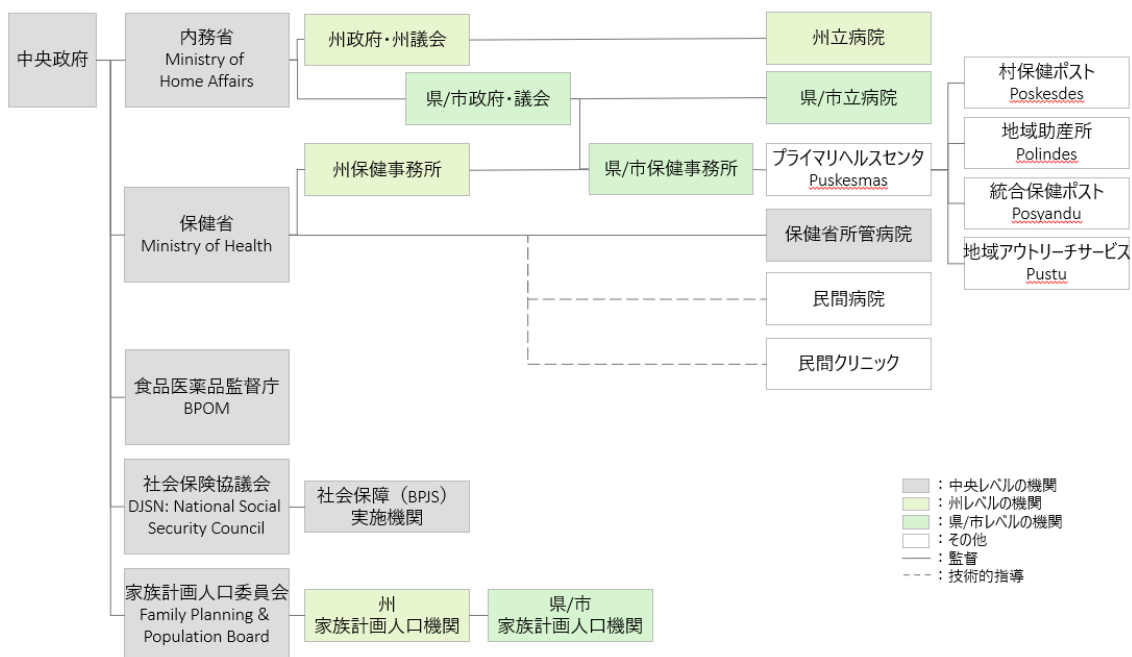 中央政府
内務省
Ministry of
Home Affairs
州政府・州議会
州立病院
県/市政府・議会
県/市立病院
村保健ポスト
Poskesdes
地域助産所
Polindes
州保健事務所
県/市保健事務所
プライマリヘルスセンタ
Puskesmas
統合保健ポスト
Posyandu
保健省
Ministry of Health
保健省所管病院
地域アウトリーチサービス
Pustu
民間病院
民間クリニック
食品医薬品監督庁
BPOM
社会保険協議会
DJSN: National Social
Security Council
社会保障（BPJS）
実施機関
家族計画人口委員会
Family Planning &
Population Board
州
家族計画人口機関
県/市
家族計画人口機関
：中央レベルの機関
：州レベルの機関
：県/市レベルの機関
：その他
：監督
：技術的指導